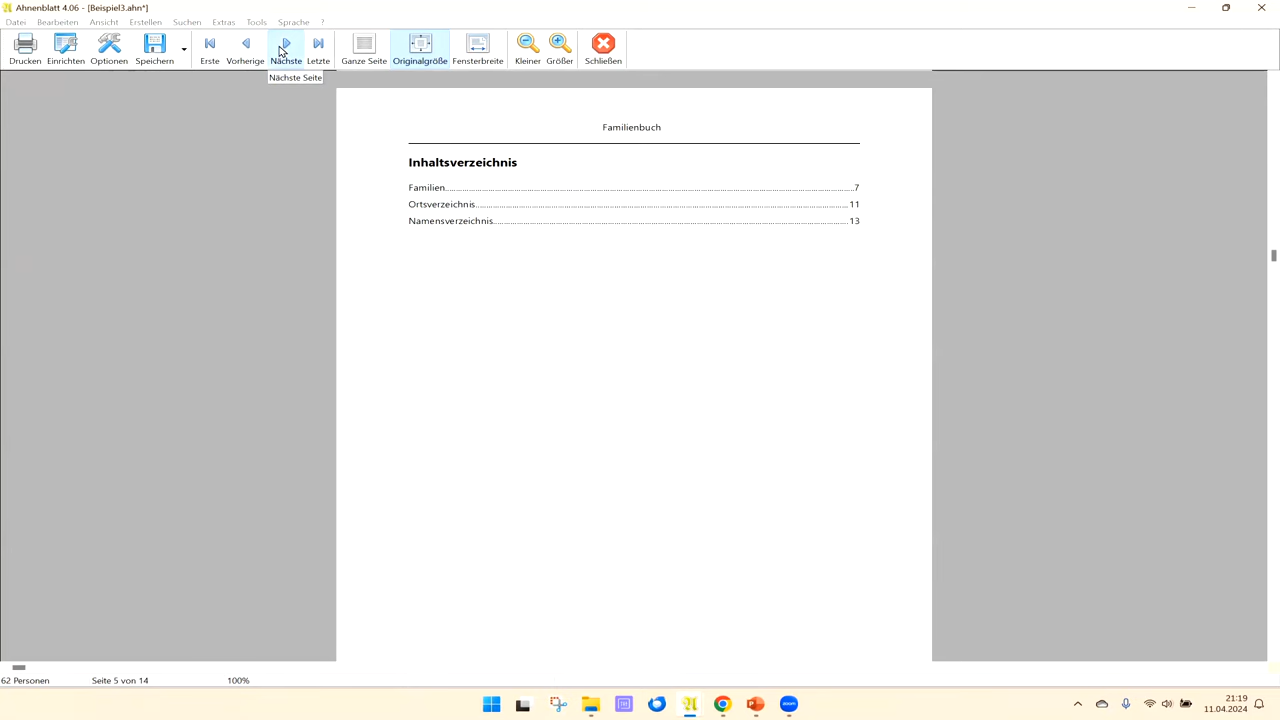 Ahnenblatt 4.06 - [Beispiel3.ahn*]
Datei Bearbeiten Ansicht Erstellen Suchen Extras Tools Sprache ?
Drucken Einrichten Optionen Speichern Erste Vorherige Nächste Letzte Ganze Seite Originalgröße Fensterbreite Kleiner Größer Schließen
Nächste Seite
Familienbuch
Inhaltsverzeichnis
Familien 7
Ortsverzeichnis 11
Namensverzeichnis 13
62 Personen Seite 5 von 14 100%
zoom
21:19
11.04.2024